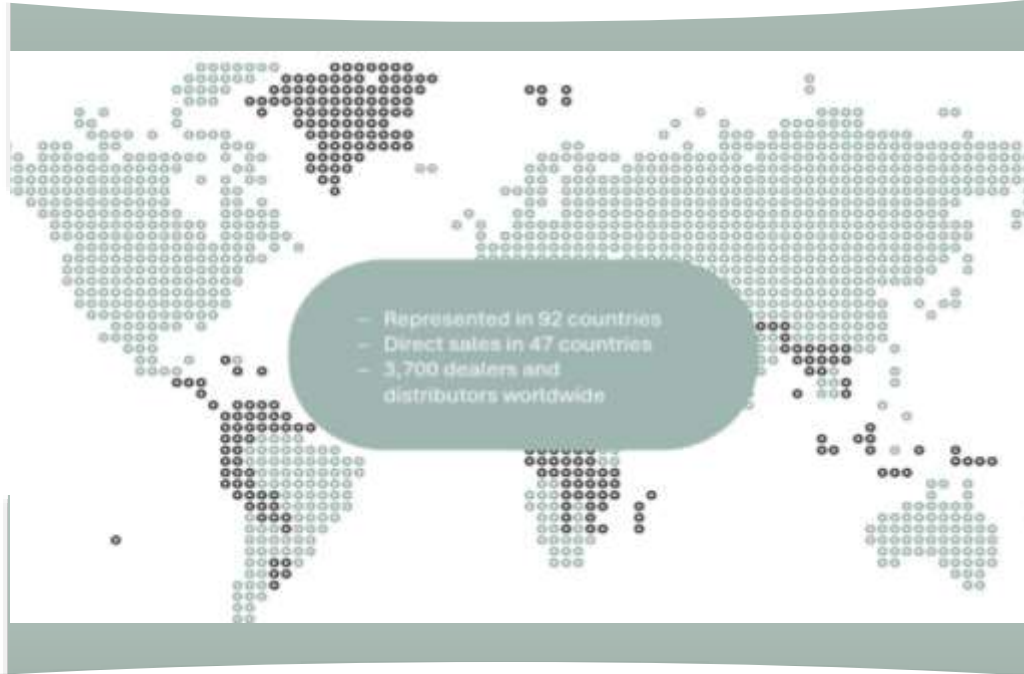 – Represented in 92 countries
– Direct sales in 47 countries
– 3,700 dealers and
distributors worldwide